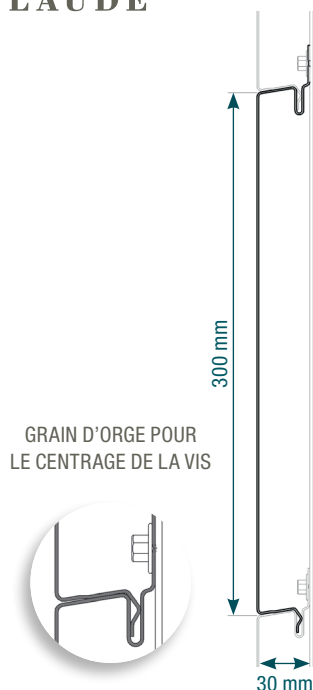 LAUDE
300 mm
GRAIN D'ORGE POUR
LE CENTRAGE DE LA VIS
30 mm